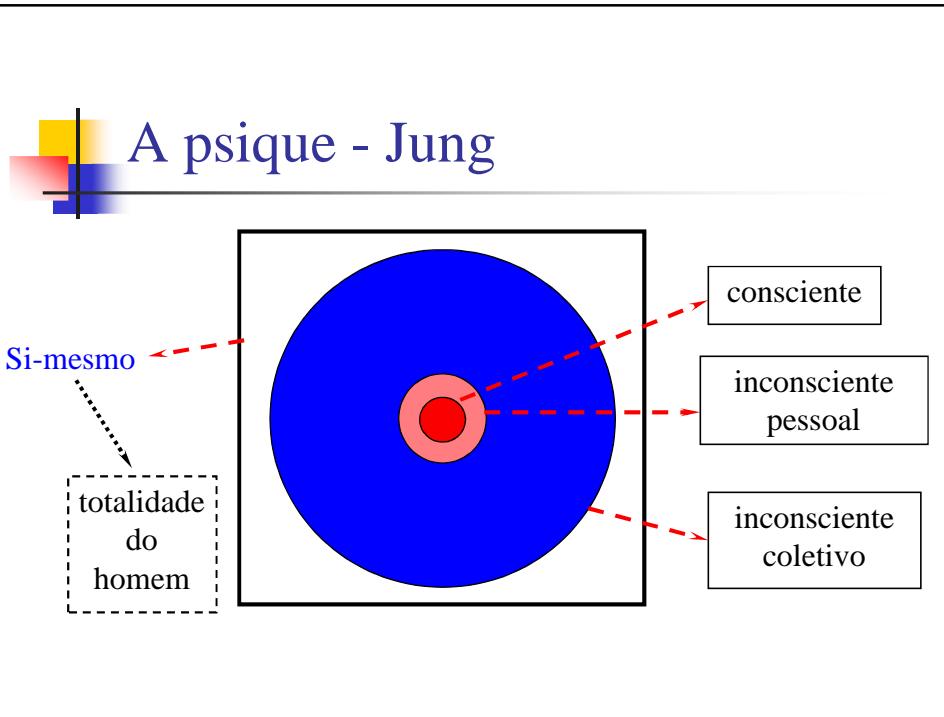 A psique - Jung
consciente
Si-mesmo
inconsciente
pessoal
totalidade
do
homem
inconsciente
coletivo